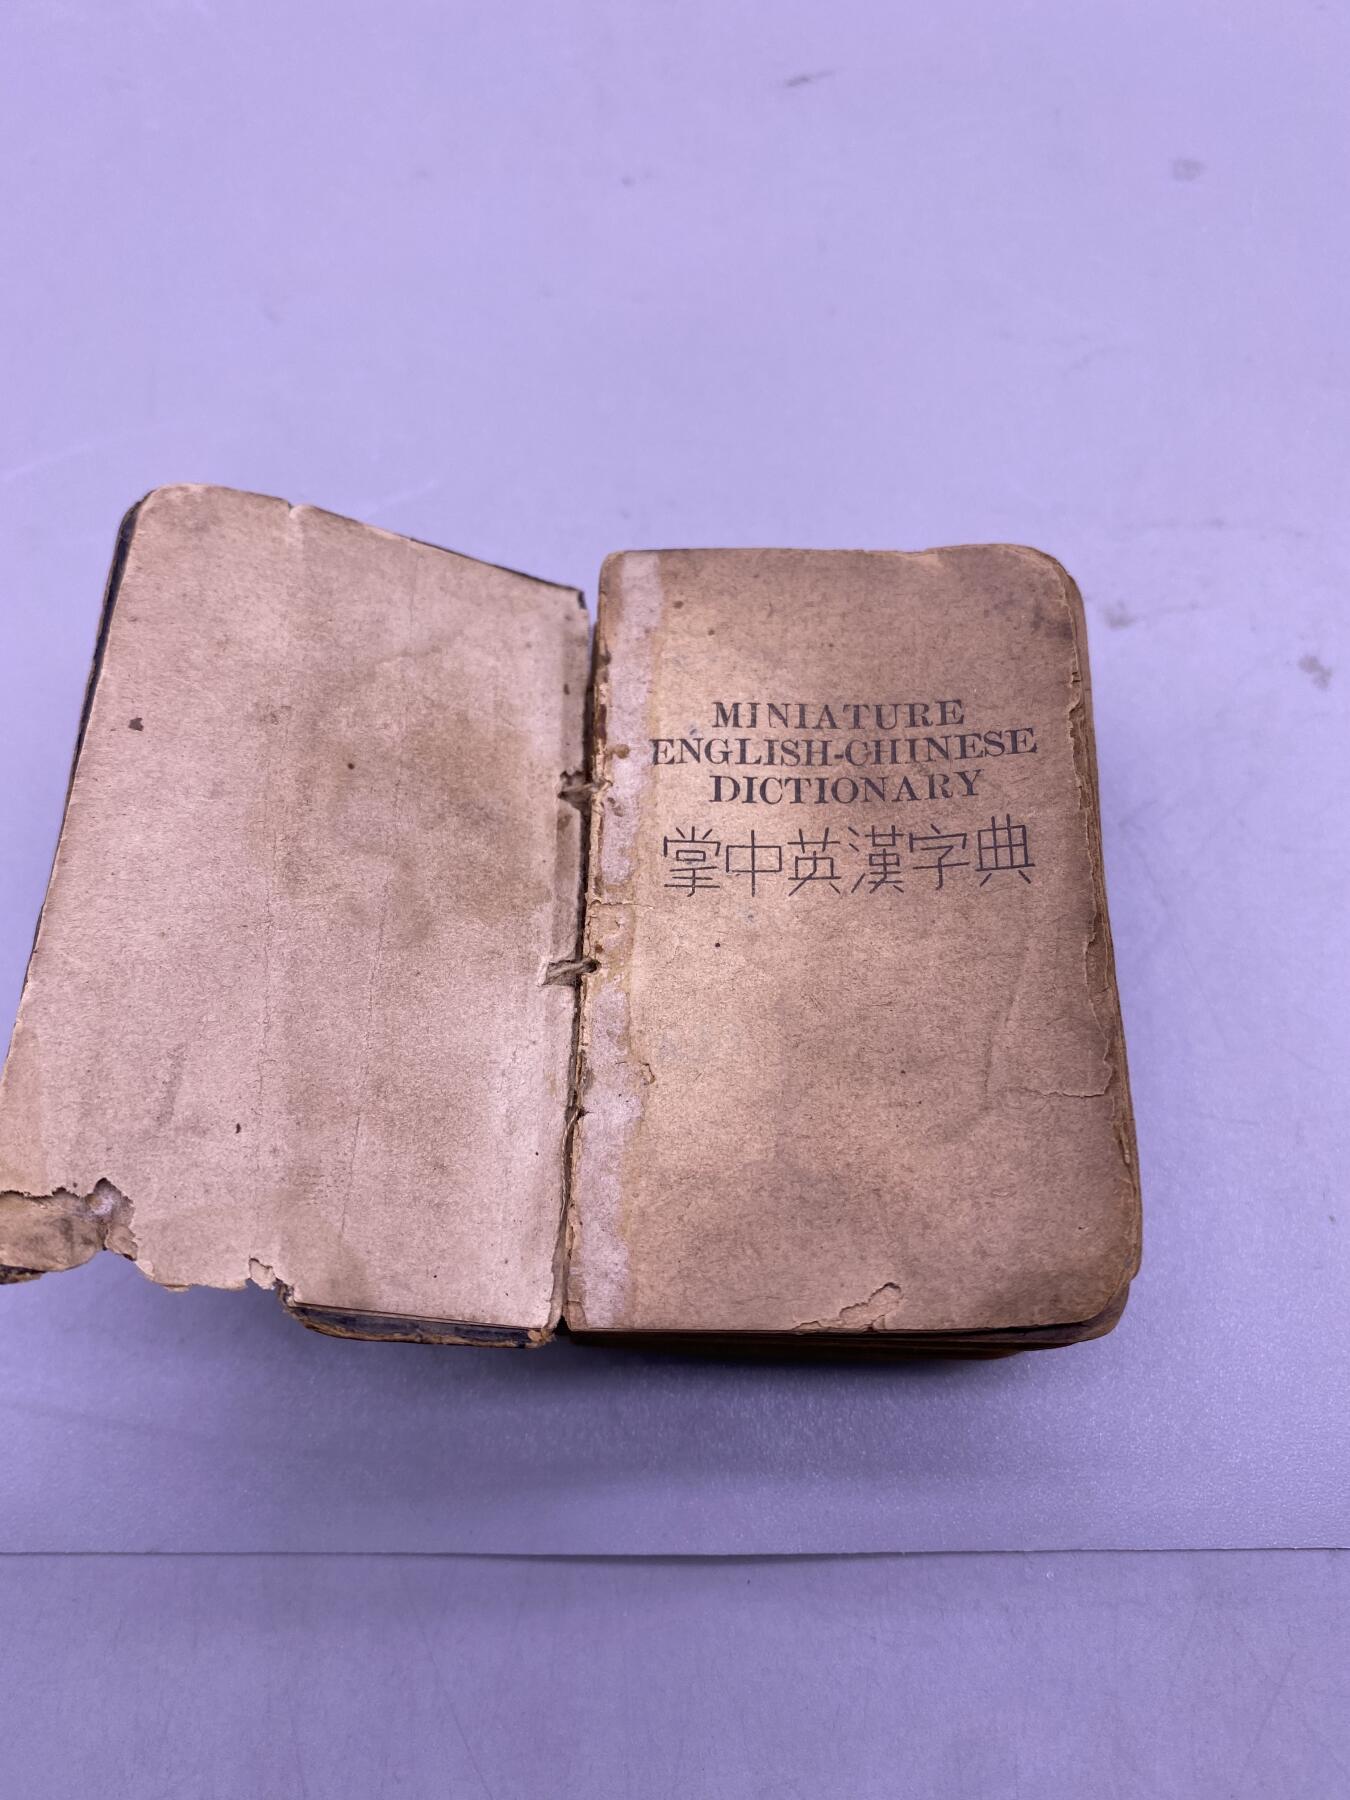 MINIATURE
ENGLISH-CHINESE
DICTIONARY
掌中英漢字典